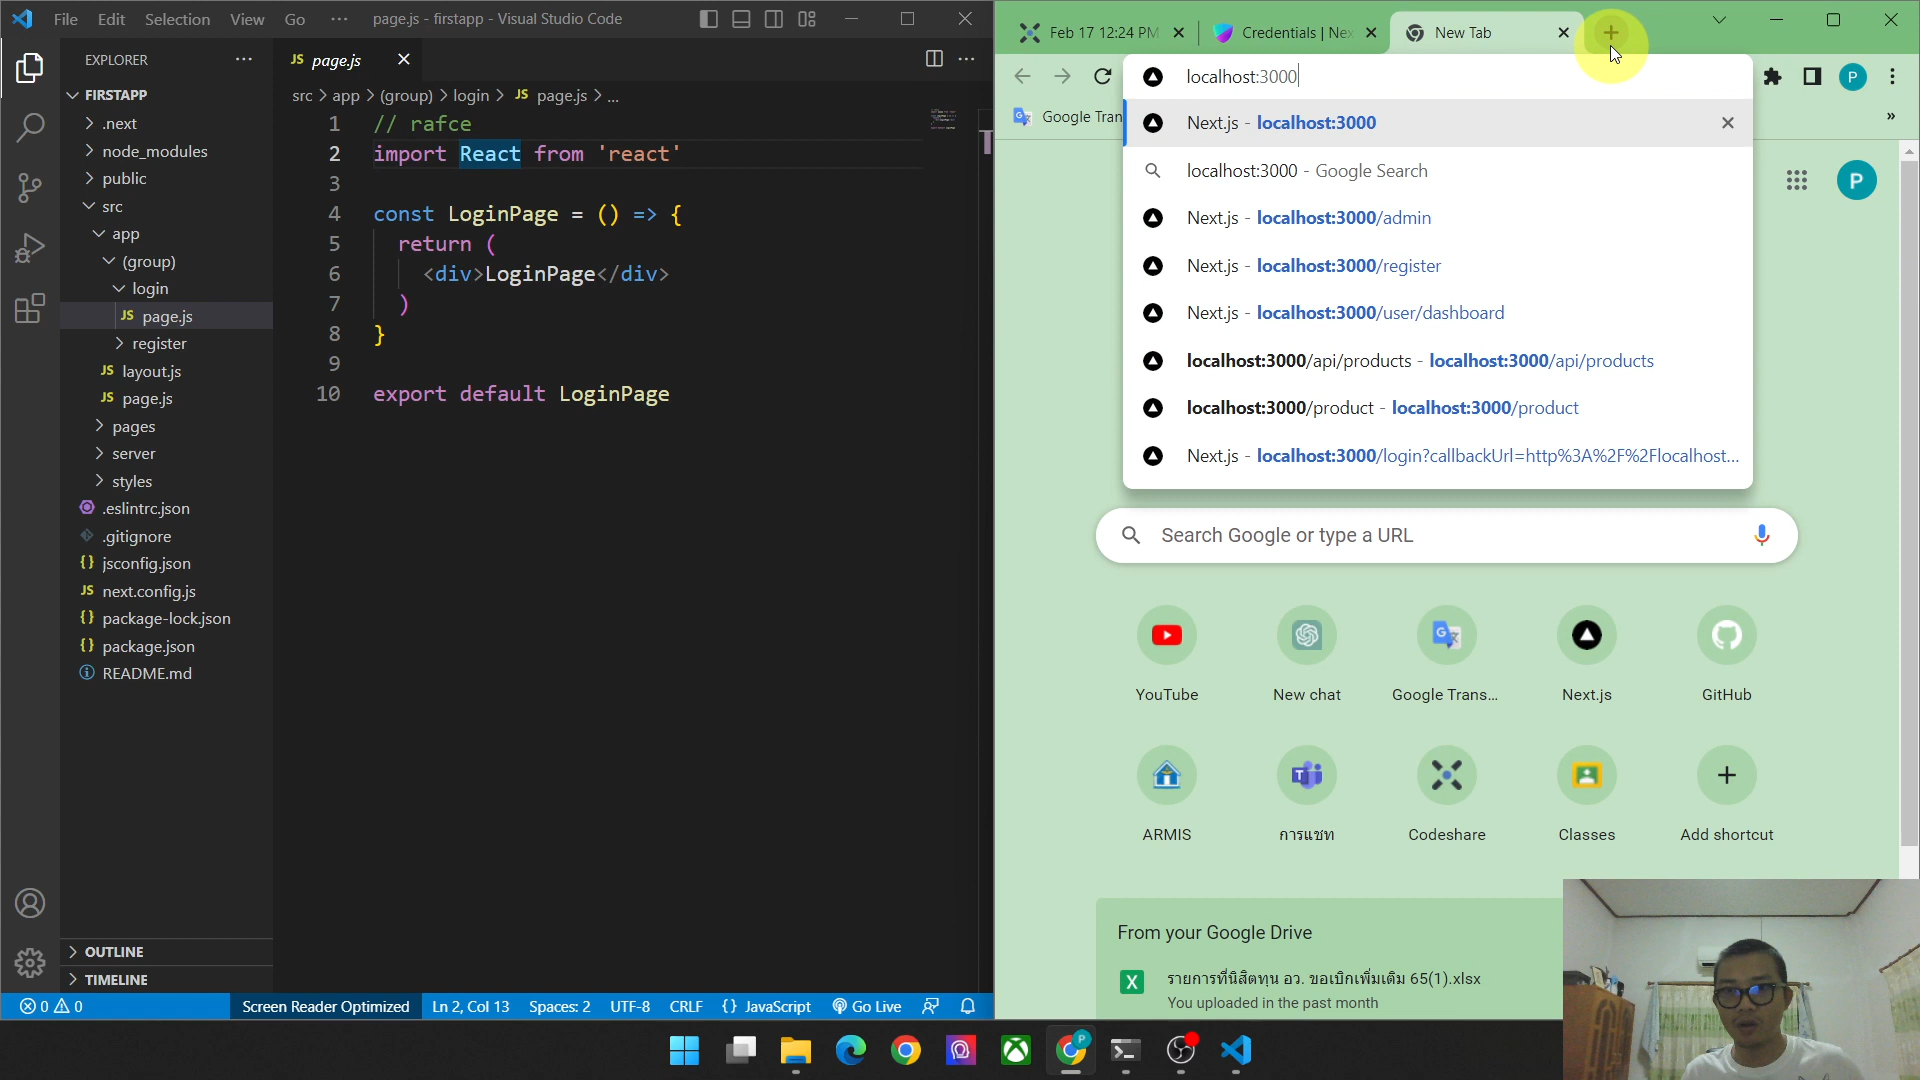 File Edit Selection View Go ··· page.js - firstapp - Visual Studio Code
EXPLORER
FIRSTAPP
.next
node_modules
public
src
app
(group)
login
JS page.js
register
JS layout.js
JS page.js
pages
server
styles
.eslintrc.json
.gitignore
{} jsconfig.json
JS next.config.js
{} package-lock.json
{} package.json
README.md
OUTLINE
TIMELINE
JS page.js
src > app > (group) > login > JS page.js > ...
1 // rafce
2 import React from 'react'
3
4 const LoginPage = () => {
5 return (
6 <div>LoginPage</div>
7 )
8 }
9
10 export default LoginPage
0 0 Screen Reader Optimized Ln 2, Col 13 Spaces: 2 UTF-8 CRLF {} JavaScript Go Live
Feb 17 12:24 PM
Credentials | Nex
New Tab
localhost:3000
P
Google Tran
»
Next.js - localhost:3000
localhost:3000 - Google Search
Next.js - localhost:3000/admin
Next.js - localhost:3000/register
Next.js - localhost:3000/user/dashboard
localhost:3000/api/products - localhost:3000/api/products
localhost:3000/product - localhost:3000/product
Next.js - localhost:3000/login?callbackUrl=http%3A%2F%2Flocalhost...
P
Search Google or type a URL
YouTube
New chat
Google Trans...
Next.js
GitHub
ARMIS
การแชท
Codeshare
Classes
Add shortcut
From your Google Drive
X รายการที่นิสิตทุน อว. ขอเบิกเพิ่มเติม 65(1).xlsx
You uploaded in the past month